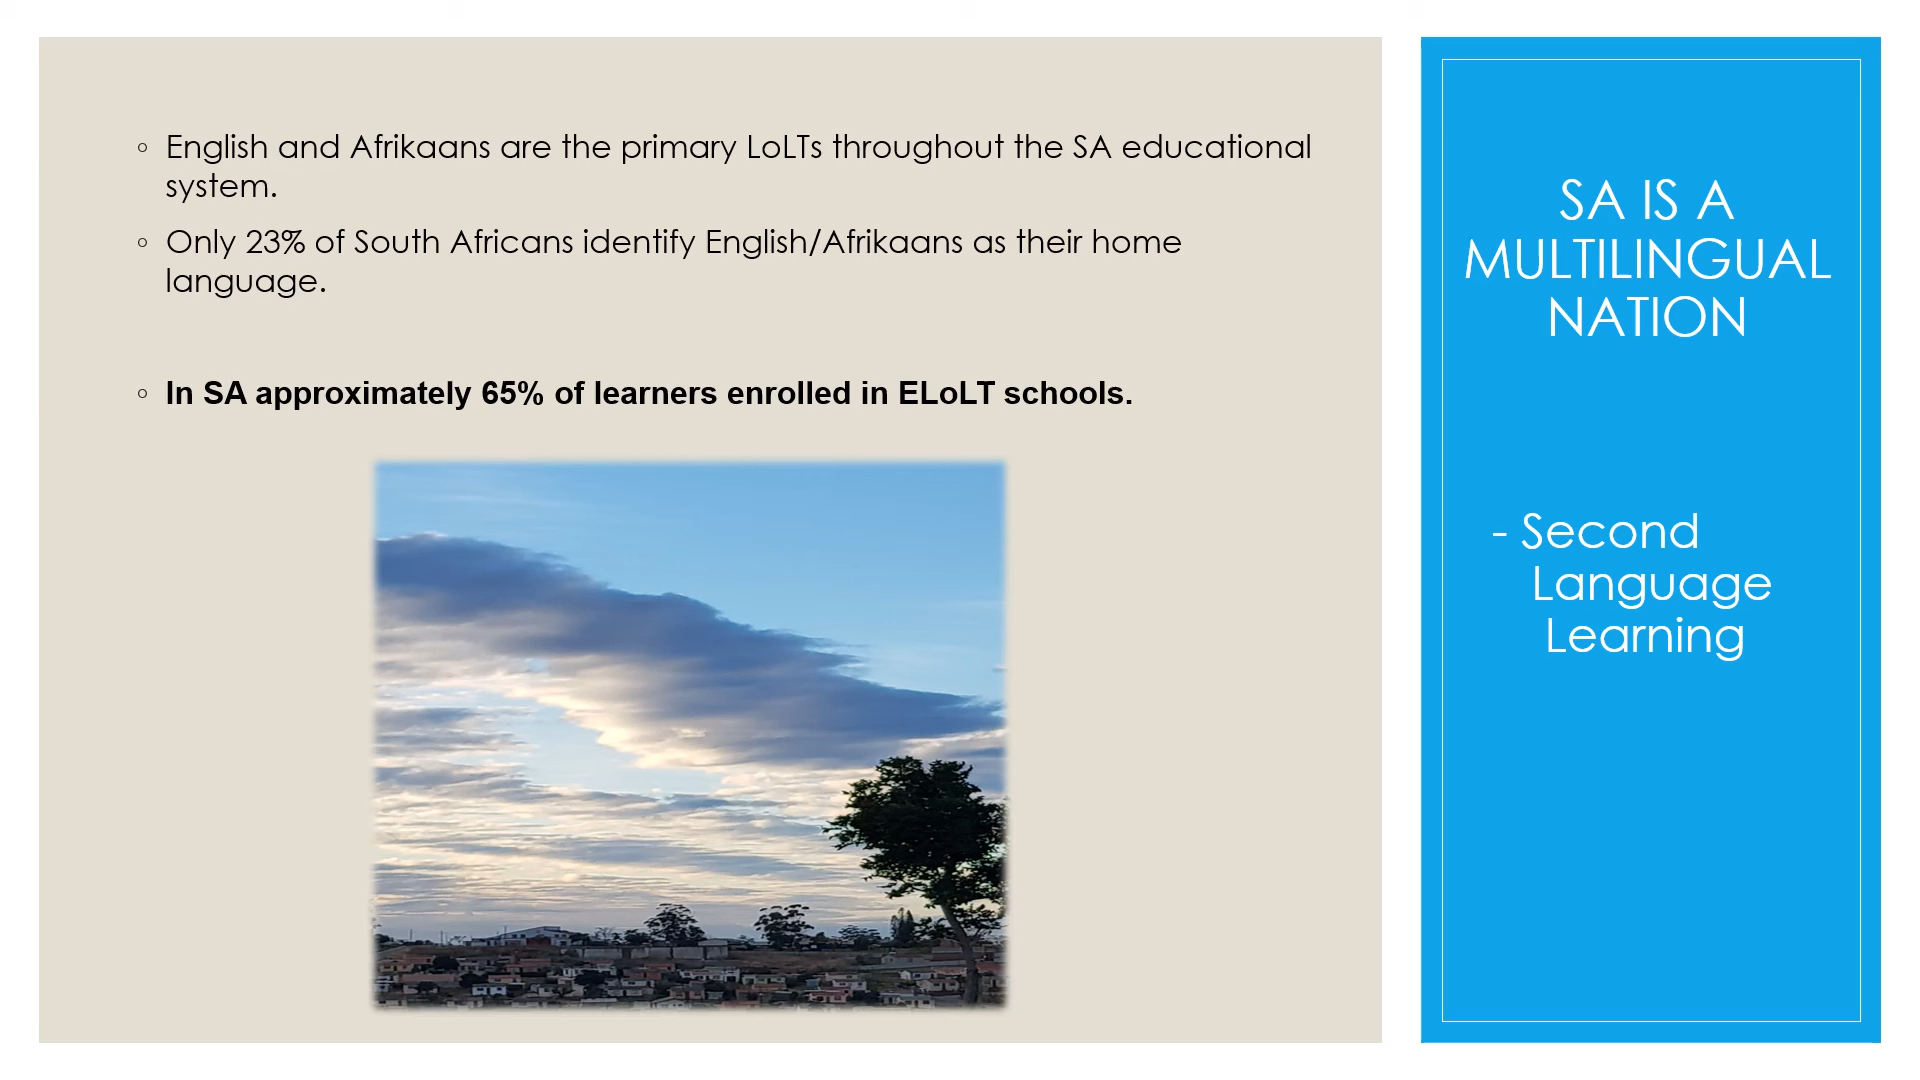 ◦ English and Afrikaans are the primary LoLTs throughout the SA educational
system.
◦ Only 23% of South Africans identify English/Afrikaans as their home
language.
◦ In SA approximately 65% of learners enrolled in ELoLT schools.
SA IS A
MULTILINGUAL
NATION
- Second
Language
Learning